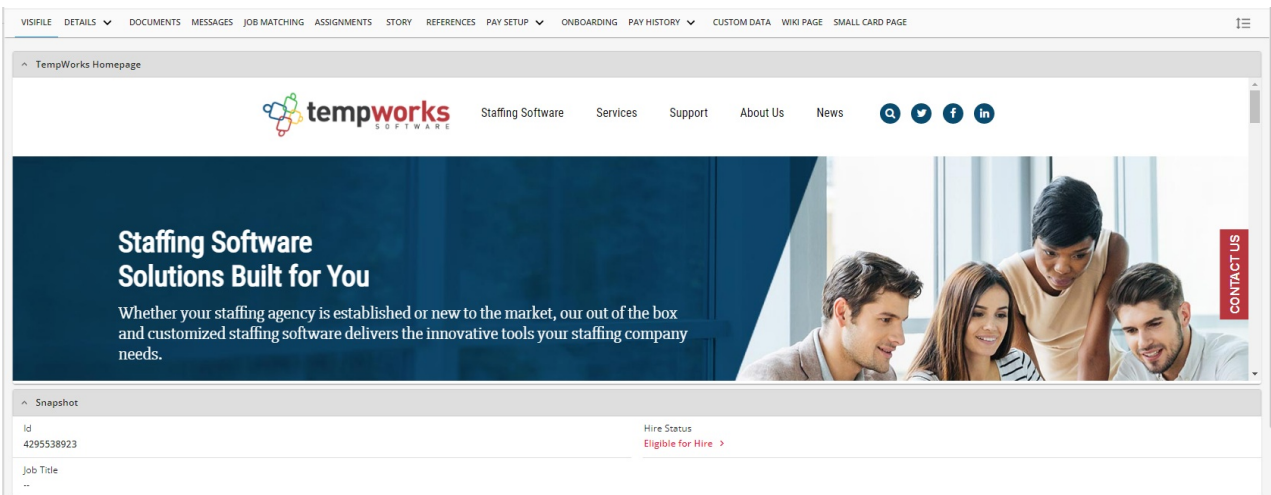 VISIFILE DETAILS DOCUMENTS MESSAGES JOB MATCHING ASSIGNMENTS STORY REFERENCES PAY SETUP ONBOARDING PAY HISTORY CUSTOM DATA WIKI PAGE SMALL CARD PAGE
TempWorks Homepage
tempworks
SOFTWARE
Staffing Software Services Support About Us News
Staffing Software
Solutions Built for You
Whether your staffing agency is established or new to the market, our out of the box
and customized staffing software delivers the innovative tools your staffing company
needs.
CONTACT US
Snapshot
Id
4295538923
Hire Status
Eligible for Hire >
Job Title
--